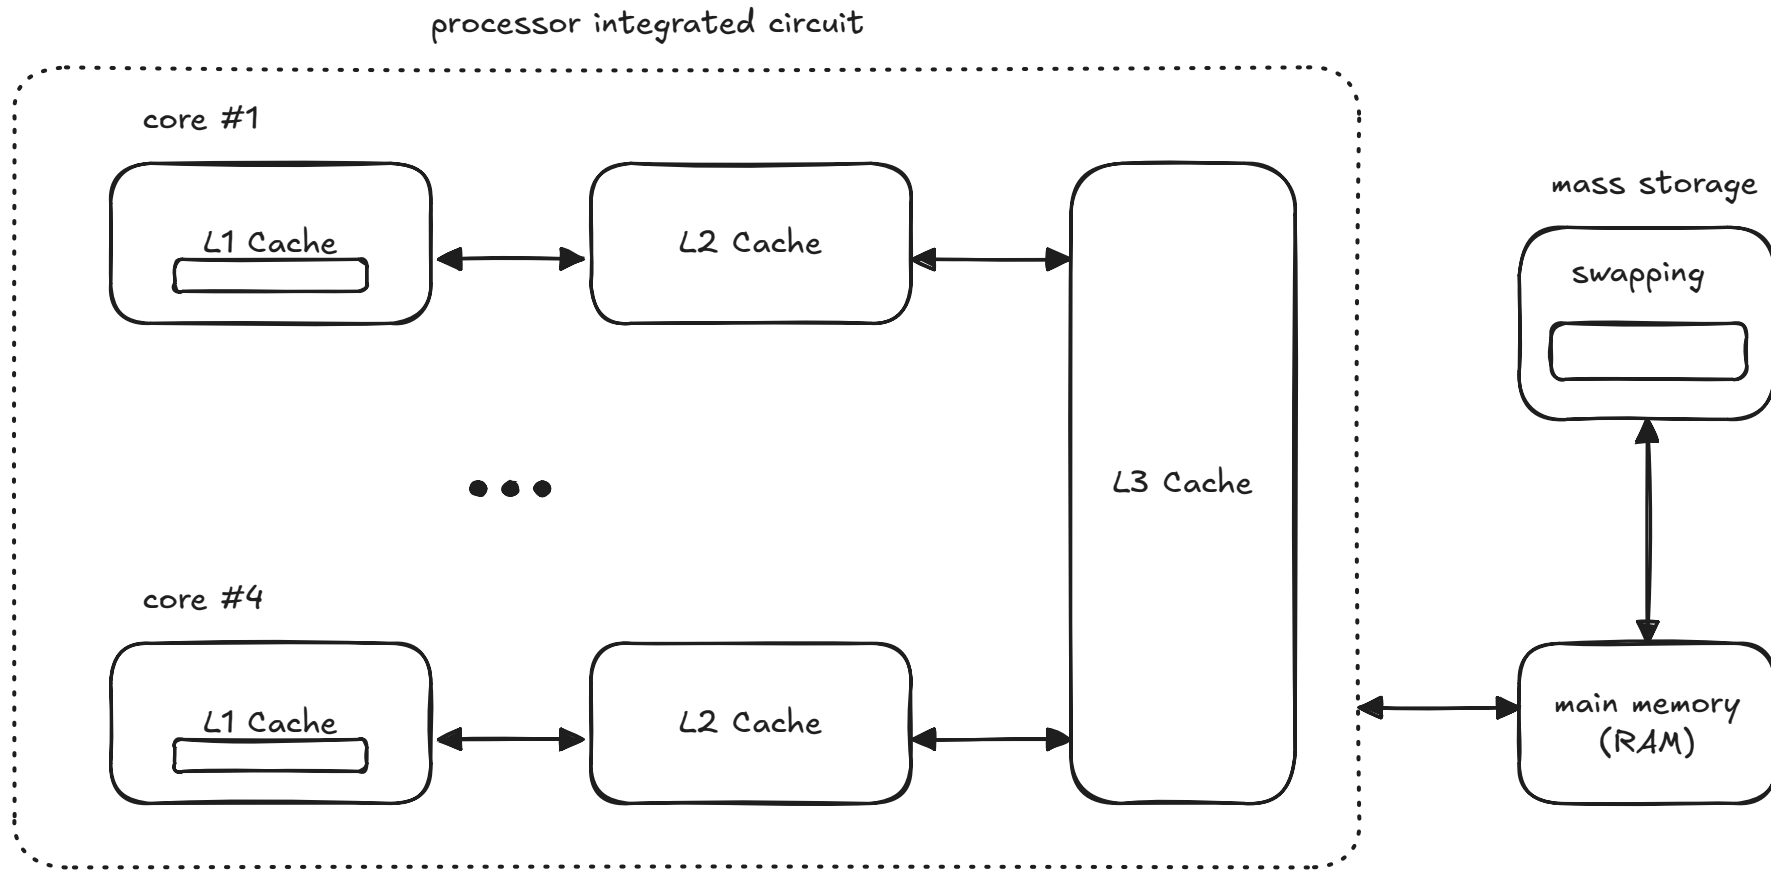 processor integrated circuit
core #1
L1 Cache
L2 Cache
mass storage
swapping
L3 Cache
core #4
L1 Cache
L2 Cache
main memory
(RAM)